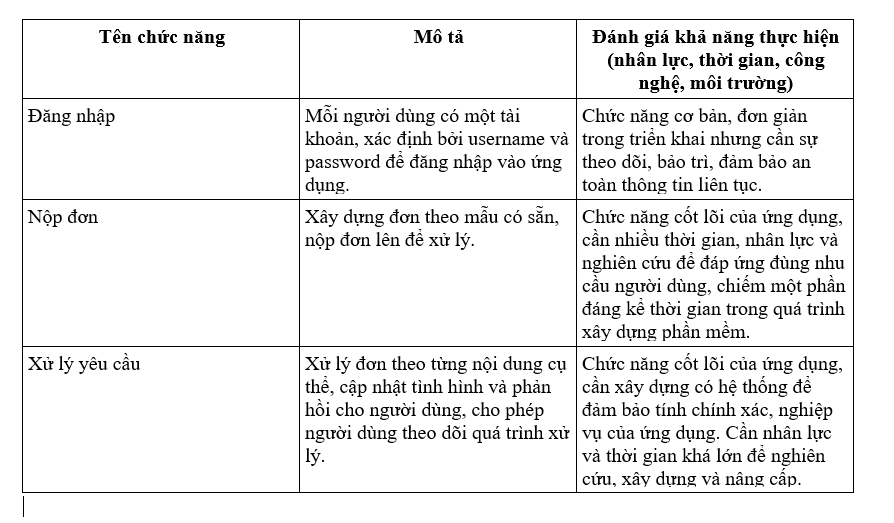 Tên chức năng
Mô tả
Đánh giá khả năng thực hiện
(nhân lực, thời gian, công
nghệ, môi trường)
Đăng nhập
Mỗi người dùng có một tài
khoản, xác định bởi username và
password để đăng nhập vào ứng
dụng.
Chức năng cơ bản, đơn giản
trong triển khai nhưng cần sự
theo dõi, bảo trì, đảm bảo an
toàn thông tin liên tục.
Nộp đơn
Xây dựng đơn theo mẫu có sẵn,
nộp đơn lên để xử lý.
Chức năng cốt lõi của ứng dụng,
cần nhiều thời gian, nhân lực và
nghiên cứu để đáp ứng đùng nhu
cầu người dùng, chiếm một phần
đáng kể thời gian trong quá trình
xây dựng phần mềm.
Xử lý yêu cầu
Xử lý đơn theo từng nội dung cụ
thể, cập nhật tình hình và phản
hồi cho người dùng, cho phép
người dùng theo dõi quá trình xử
lý.
Chức năng cốt lõi của ứng dụng,
cần xây dựng có hệ thống để
đảm bảo tính chính xác, nghiệp
vụ của ứng dụng. Cần nhân lực
và thời gian khá lớn để nghiên
cứu, xây dựng và nâng cấp.